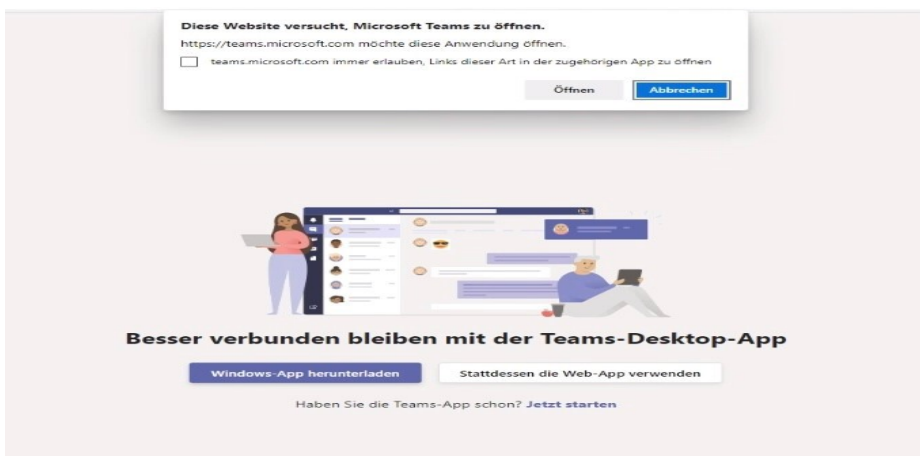 Diese Website versucht, Microsoft Teams zu öffnen.
https://teams.microsoft.com möchte diese Anwendung öffnen.
teams.microsoft.com immer erlauben, Links dieser Art in der zugehörigen App zu öffnen
Öffnen Abbrechen
Besser verbunden bleiben mit der Teams-Desktop-App
Windows-App herunterladen Stattdessen die Web-App verwenden
Haben Sie die Teams-App schon? Jetzt starten